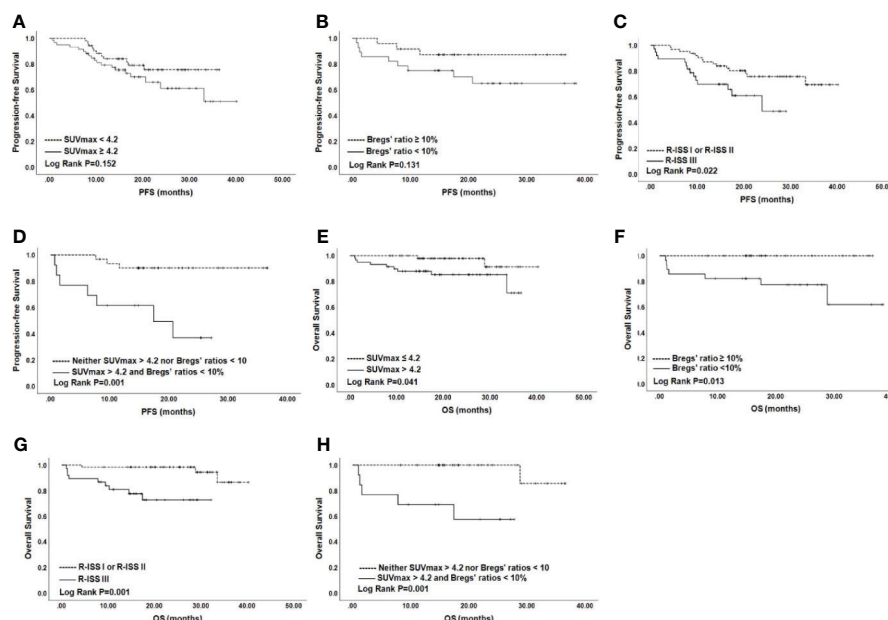 A
Progression-free Survival
1.0
0.8
0.6
0.4
0.2
0.0
SUVmax < 4.2
SUVmax ≥ 4.2
Log Rank P=0.152
.00 10.00 20.00 30.00 40.00 50.00
PFS (months)
B
Progression-free Survival
1.0
0.8
0.6
0.4
0.2
0.0
Bregs' ratio ≥ 10%
Bregs' ratio < 10%
Log Rank P=0.131
.00 10.00 20.00 30.00 40.00
PFS (months)
C
Progression-free Survival
1.0
0.8
0.6
0.4
0.2
0.0
R-ISS I or R-ISS II
R-ISS III
Log Rank P=0.022
.00 10.00 20.00 30.00 40.00 50.00
PFS (months)
D
Progression-free Survival
1.0
0.8
0.6
0.4
0.2
0.0
Neither SUVmax > 4.2 nor Bregs' ratios < 10
SUVmax > 4.2 and Bregs' ratios < 10%
Log Rank P=0.001
.00 10.00 20.00 30.00 40.00
PFS (months)
E
Overall Survival
1.0
0.8
0.6
0.4
0.2
0.0
SUVmax ≤ 4.2
SUVmax > 4.2
Log Rank P=0.041
.00 10.00 20.00 30.00 40.00 50.00
OS (months)
F
Overall Survival
1.0
Bregs' ratio ≥ 10%
Bregs' ratio <10%
Log Rank P=0.013
.00 10.00 20.00 30.00
OS (months)
G
Overall Survival
1.0
0.8
0.6
0.4
0.2
0.0
R-ISS I or R-ISS II
R-ISS III
Log Rank P=0.001
.00 10.00 20.00 30.00 40.00 50.00
OS (months)
H
Overall Survival
1.0
0.8
0.6
0.4
0.2
0.0
Neither SUVmax > 4.2 nor Bregs' ratios < 10
SUVmax > 4.2 and Bregs' ratios < 10%
Log Rank P=0.001
.00 10.00 20.00 30.00 40.00
OS (months)